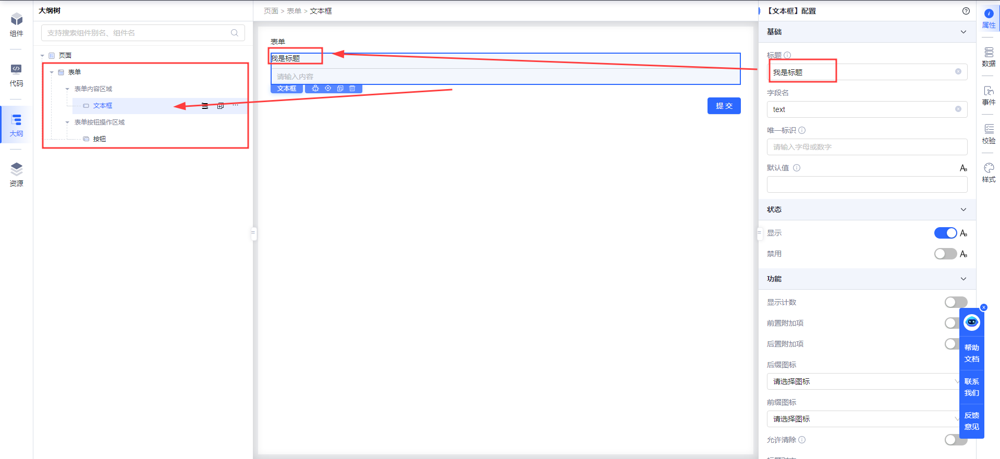 组件
代码
大纲
资源
大纲树
支持搜索组件别名、组件名
页面
表单
表单内容区域
文本框
表单按钮操作区域
按钮
页面 > 表单 > 文本框
表单
我是标题
请输入内容
文本框
提 交
【文本框】配置
基础
标题
我是标题
字段名
text
唯一标识
请输入字母或数字
默认值
状态
显示
禁用
功能
显示计数
前置附加项
后置附加项
后缀图标
请选择图标
前缀图标
请选择图标
允许清除
属性
数据
事件
校验
样式
帮助
文档
联系
我们
反馈
意见